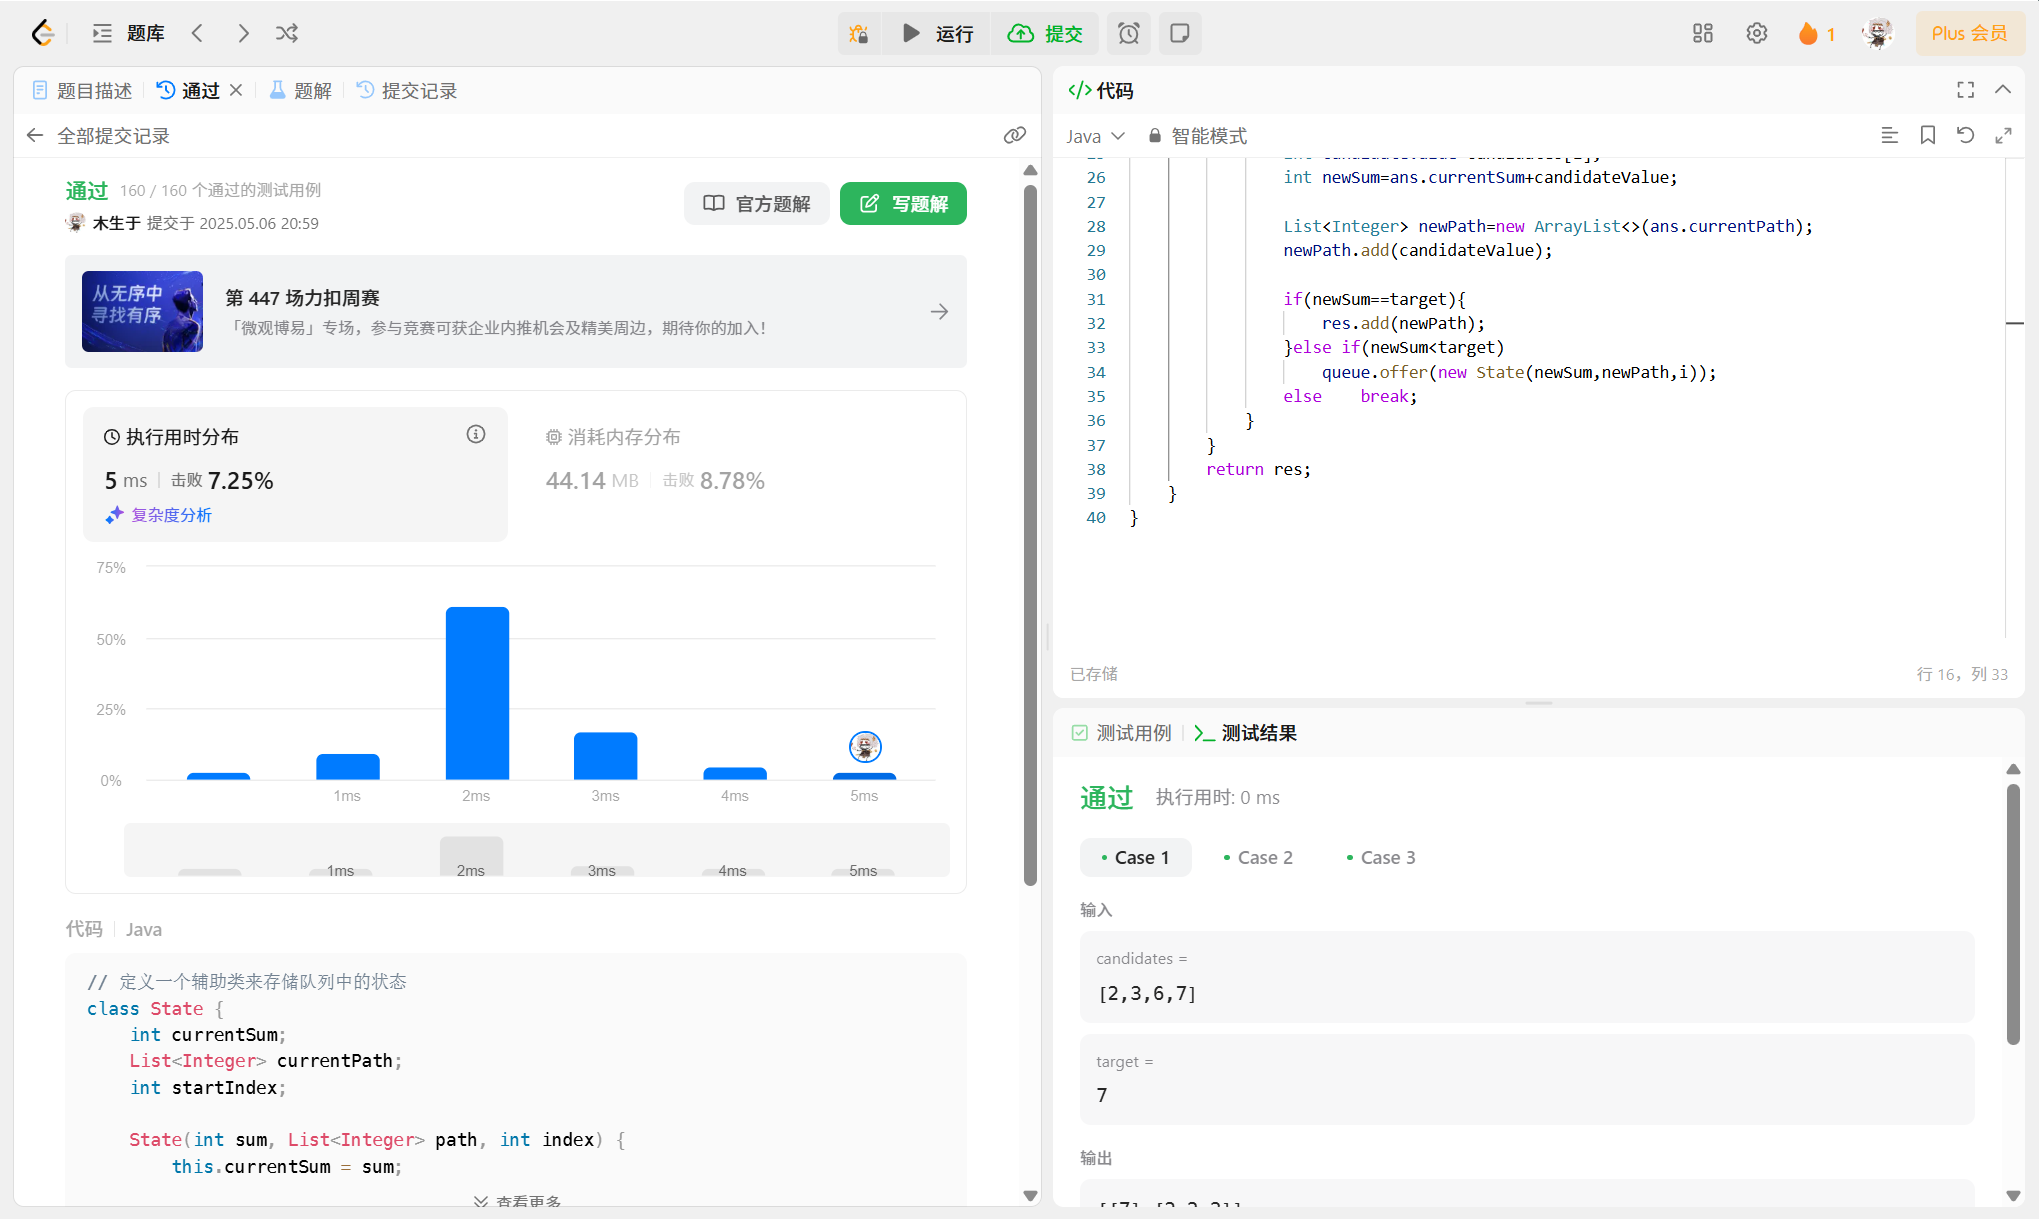 题库
运行
提交
1
Plus 会员
题目描述
通过
题解
提交记录
全部提交记录
通过 160 / 160 个通过的测试用例
木生于 提交于 2025.05.06 20:59
官方题解
写题解
从无序中
寻找有序
第 447 场力扣周赛
「微观博易」专场，参与竞赛可获企业内推机会及精美周边，期待你的加入！
执行用时分布
5 ms 击败 7.25%
复杂度分析
消耗内存分布
44.14 MB 击败 8.78%
75%
50%
25%
0%
1ms 2ms 3ms 4ms 5ms
1ms 2ms 3ms 4ms 5ms
代码 Java
// 定义一个辅助类来存储队列中的状态
class State {
int currentSum;
List<Integer> currentPath;
int startIndex;
State(int sum, List<Integer> path, int index) {
this.currentSum = sum;
查看更多
代码
Java 智能模式
26 int newSum=ans.currentSum+candidateValue;
27
28 List<Integer> newPath=new ArrayList<>(ans.currentPath);
29 newPath.add(candidateValue);
30
31 if(newSum==target){
32 res.add(newPath);
33 }else if(newSum<target)
34 queue.offer(new State(newSum,newPath,i));
35 else    break;
36 }
37 }
38 return res;
39 }
40 }
已存储
行 16，列 33
测试用例
测试结果
通过 执行用时: 0 ms
Case 1
Case 2
Case 3
输入
candidates =
[2,3,6,7]
target =
7
输出